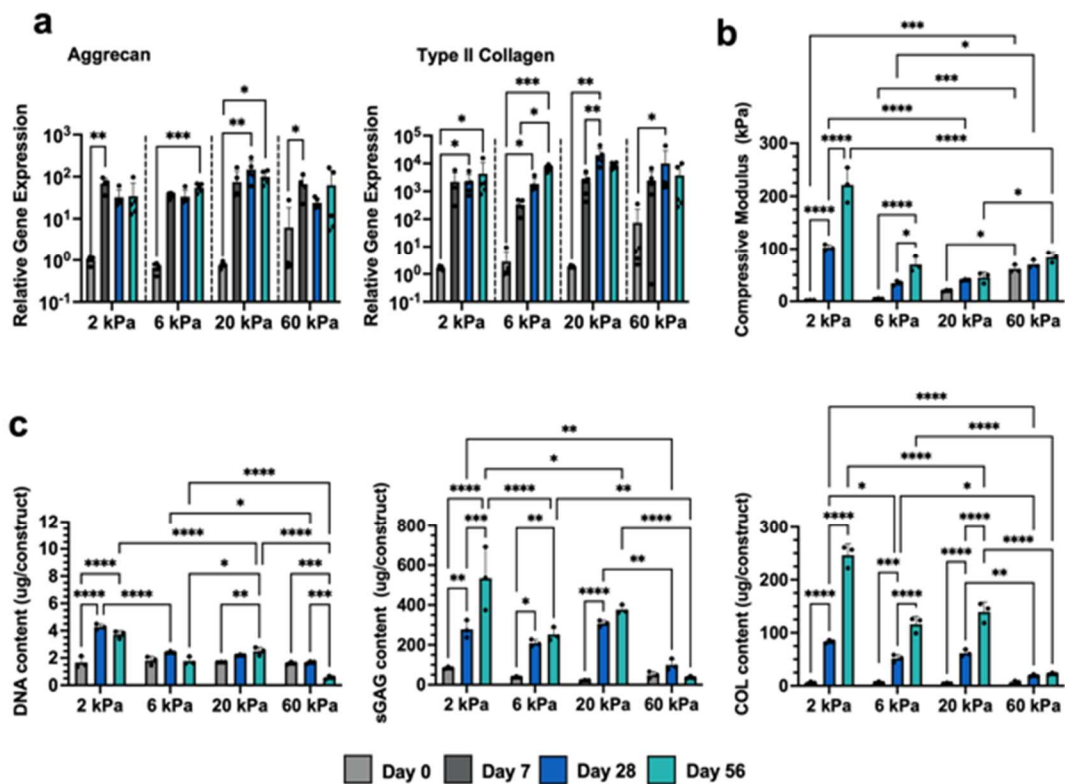 a
Aggrecan
Type II Collagen
b
Relative Gene Expression
10³
10²
10¹
10⁰
10⁻¹
** *** * ** *
2 kPa 6 kPa 20 kPa 60 kPa
Relative Gene Expression
10⁵
10⁴
10³
10²
10¹
10⁰
10⁻¹
* * *** * * ** ** *
2 kPa 6 kPa 20 kPa 60 kPa
Compressive Modulus (kPa)
300
200
100
0
***
*
***
**** ****
**** **** * * *
2 kPa 6 kPa 20 kPa 60 kPa
c
DNA content (ug/construct)
12
10
8
6
4
2
0
****
*
**** ****
**** * ***
**** **** ** ***
2 kPa 6 kPa 20 kPa 60 kPa
sGAG content (ug/construct)
800
600
400
200
0
**
*
**** **** **
*** ** ****
** * **** **
2 kPa 6 kPa 20 kPa 60 kPa
COL content (ug/construct)
300
200
100
0
****
****
****
* *
**** ****
**** *** **** **** ** ****
2 kPa 6 kPa 20 kPa 60 kPa
Day 0 Day 7 Day 28 Day 56